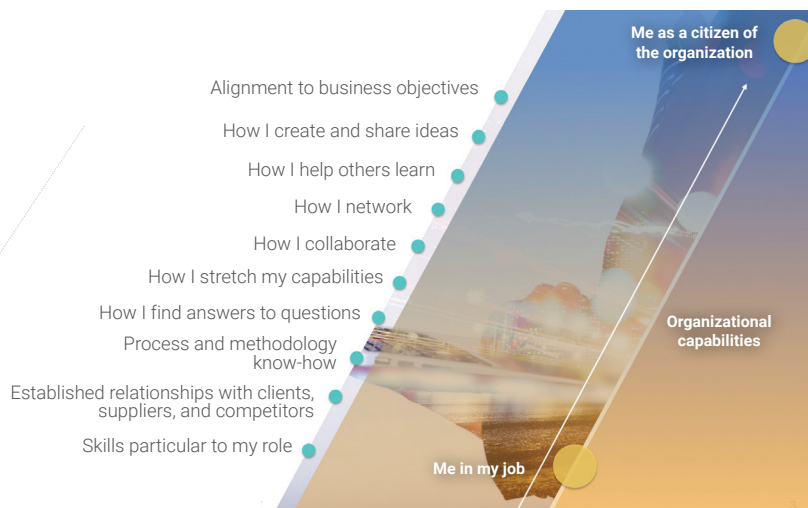 Me as a citizen of
the organization
Alignment to business objectives
How I create and share ideas
How I help others learn
How I network
How I collaborate
How I stretch my capabilities
How I find answers to questions
Process and methodology
know-how
Established relationships with clients,
suppliers, and competitors
Skills particular to my role
Organizational
capabilities
Me in my job